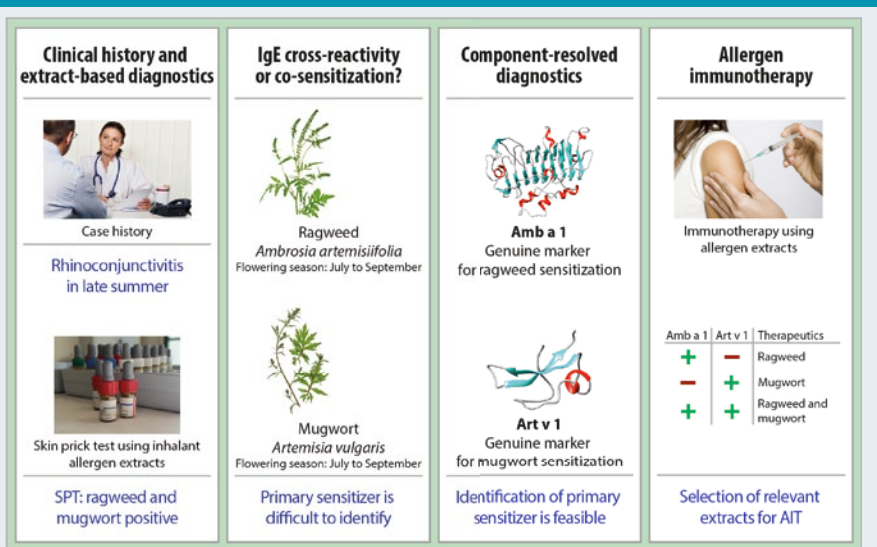 Clinical history and
extract-based diagnostics
Case history
Rhinoconjunctivitis
in late summer
Skin prick test using inhalant
allergen extracts
SPT: ragweed and
mugwort positive
IgE cross-reactivity
or co-sensitization?
Ragweed
Ambrosia artemisiifolia
Flowering season: July to September
Mugwort
Artemisia vulgaris
Flowering season: July to September
Primary sensitizer is
difficult to identify
Component-resolved
diagnostics
Amb a 1
Genuine marker
for ragweed sensitization
Art v 1
Genuine marker
for mugwort sensitization
Identification of primary
sensitizer is feasible
Allergen
immunotherapy
Immunotherapy using
allergen extracts
Amb a 1 Art v 1 Therapeutics
+ − Ragweed
− + Mugwort
+ + Ragweed and
mugwort
Selection of relevant
extracts for AIT